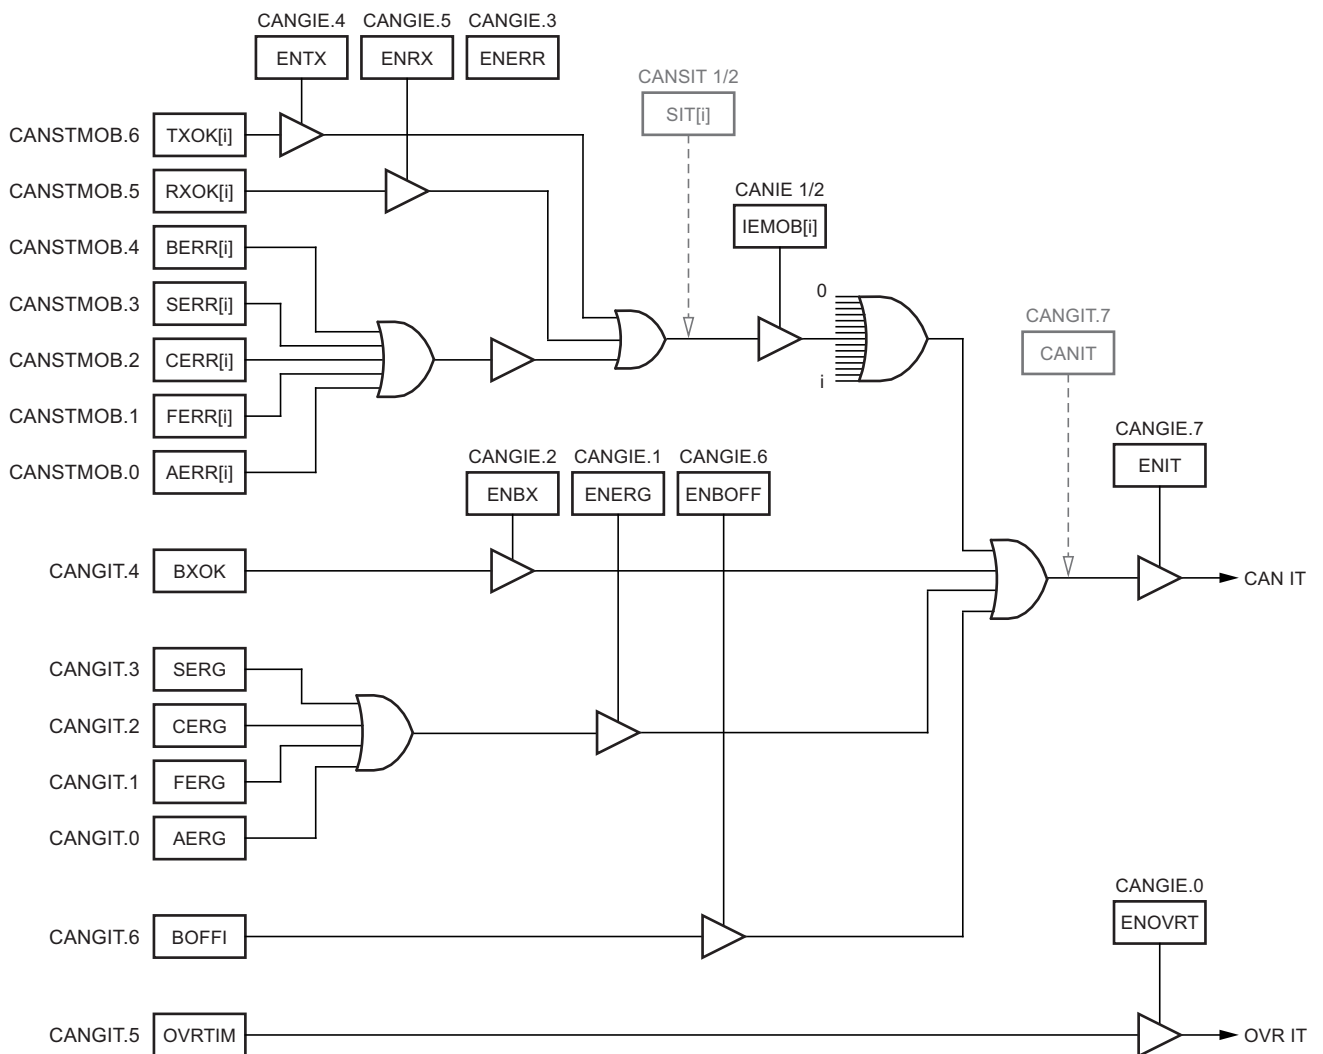 CANGIE.4 CANGIE.5 CANGIE.3
ENTX ENRX ENERR
CANSIT 1/2
SIT[i]
CANSTMOB.6 TXOK[i]
CANSTMOB.5 RXOK[i]
CANIE 1/2
IEMOB[i]
CANSTMOB.4 BERR[i]
0
CANSTMOB.3 SERR[i]
CANGIT.7
CANIT
CANSTMOB.2 CERR[i]
i
CANSTMOB.1 FERR[i]
CANGIE.7
ENIT
CANSTMOB.0 AERR[i]
CANGIE.2 CANGIE.1 CANGIE.6
ENBX ENERG ENBOFF
CANGIT.4 BXOK
CAN IT
CANGIT.3 SERG
CANGIT.2 CERG
CANGIT.1 FERG
CANGIT.0 AERG
CANGIE.0
ENOVRT
CANGIT.6 BOFFI
CANGIT.5 OVRTIM
OVR IT